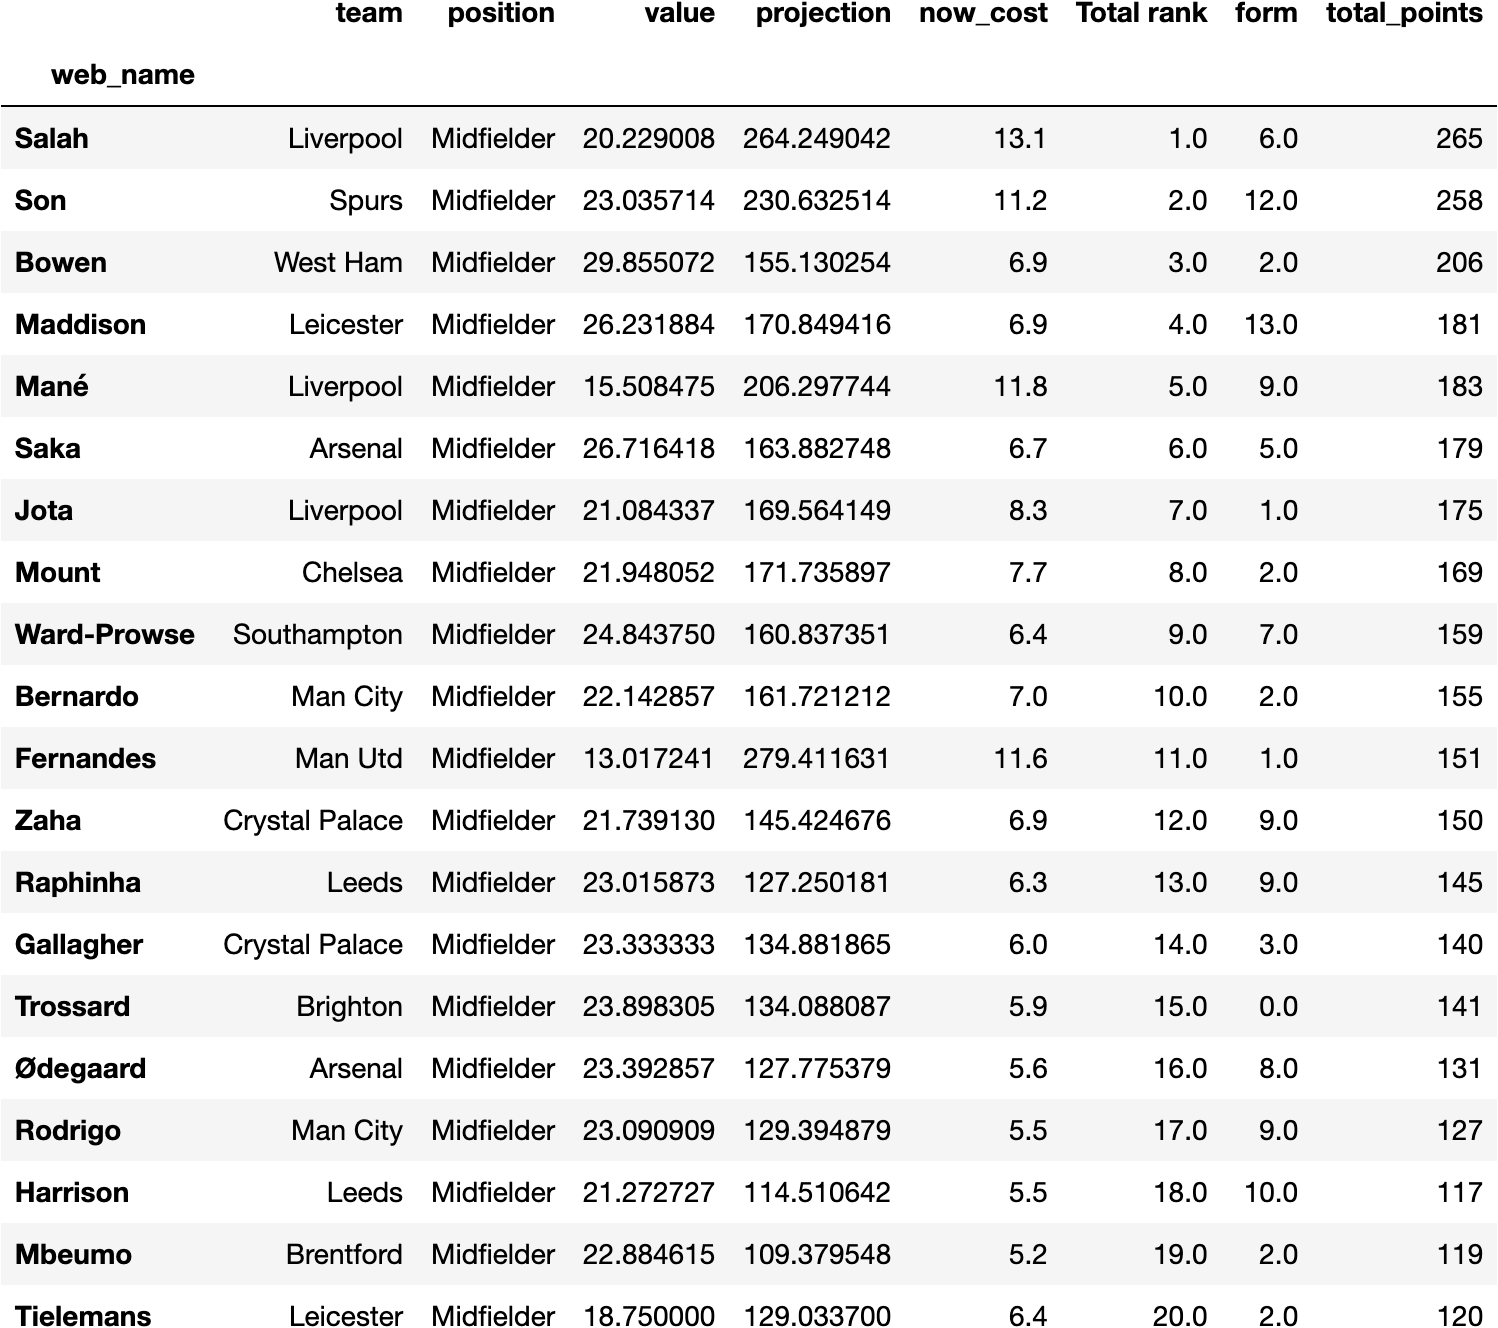 team position value projection now_cost Total rank form total_points
web_name
Salah Liverpool Midfielder 20.229008 264.249042 13.1 1.0 6.0 265
Son Spurs Midfielder 23.035714 230.632514 11.2 2.0 12.0 258
Bowen West Ham Midfielder 29.855072 155.130254 6.9 3.0 2.0 206
Maddison Leicester Midfielder 26.231884 170.849416 6.9 4.0 13.0 181
Mané Liverpool Midfielder 15.508475 206.297744 11.8 5.0 9.0 183
Saka Arsenal Midfielder 26.716418 163.882748 6.7 6.0 5.0 179
Jota Liverpool Midfielder 21.084337 169.564149 8.3 7.0 1.0 175
Mount Chelsea Midfielder 21.948052 171.735897 7.7 8.0 2.0 169
Ward-Prowse Southampton Midfielder 24.843750 160.837351 6.4 9.0 7.0 159
Bernardo Man City Midfielder 22.142857 161.721212 7.0 10.0 2.0 155
Fernandes Man Utd Midfielder 13.017241 279.411631 11.6 11.0 1.0 151
Zaha Crystal Palace Midfielder 21.739130 145.424676 6.9 12.0 9.0 150
Raphinha Leeds Midfielder 23.015873 127.250181 6.3 13.0 9.0 145
Gallagher Crystal Palace Midfielder 23.333333 134.881865 6.0 14.0 3.0 140
Trossard Brighton Midfielder 23.898305 134.088087 5.9 15.0 0.0 141
Ødegaard Arsenal Midfielder 23.392857 127.775379 5.6 16.0 8.0 131
Rodrigo Man City Midfielder 23.090909 129.394879 5.5 17.0 9.0 127
Harrison Leeds Midfielder 21.272727 114.510642 5.5 18.0 10.0 117
Mbeumo Brentford Midfielder 22.884615 109.379548 5.2 19.0 2.0 119
Tielemans Leicester Midfielder 18.750000 129.033700 6.4 20.0 2.0 120